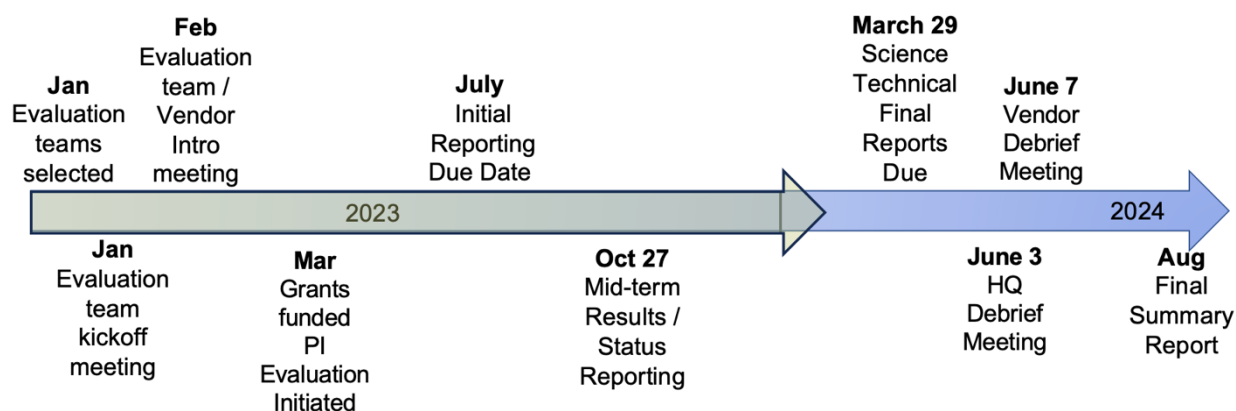 Jan
Evaluation
teams
selected
Feb
Evaluation
team /
Vendor
Intro
meeting
July
Initial
Reporting
Due Date
March 29
Science
Technical
Final
Reports
Due
June 7
Vendor
Debrief
Meeting
2023
2024
Jan
Evaluation
team
kickoff
meeting
Mar
Grants
funded
PI
Evaluation
Initiated
Oct 27
Mid-term
Results /
Status
Reporting
June 3
HQ
Debrief
Meeting
Aug
Final
Summary
Report